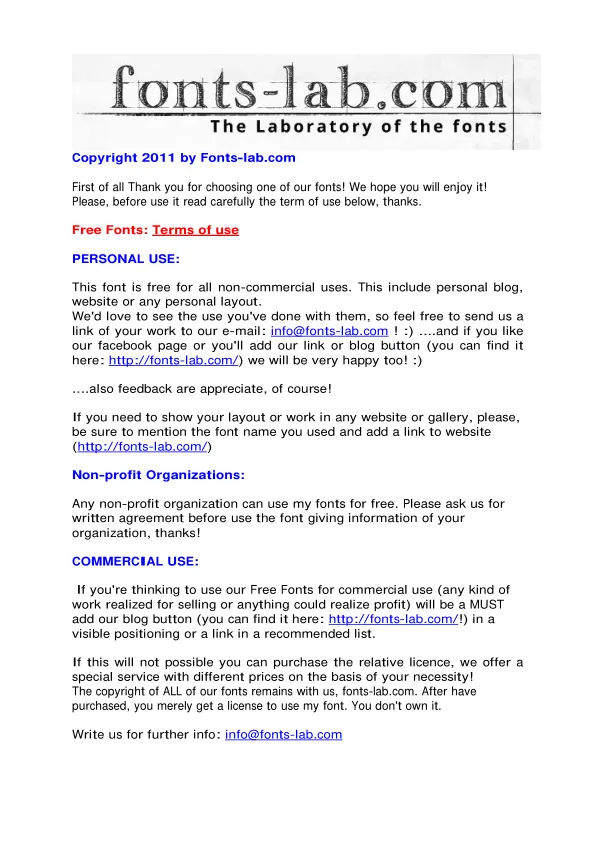 fonts-lab.com
The Laboratory of the fonts
Copyright 2011 by Fonts-lab.com
First of all Thank you for choosing one of our fonts! We hope you will enjoy it!
Please, before use it read carefully the term of use below, thanks.
Free Fonts: Terms of use
PERSONAL USE:
This font is free for all non-commercial uses. This include personal blog,
website or any personal layout.
We'd love to see the use you've done with them, so feel free to send us a
link of your work to our e-mail: info@fonts-lab.com ! :) ....and if you like
our facebook page or you'll add our link or blog button (you can find it
here: http://fonts-lab.com/) we will be very happy too! :)
....also feedback are appreciate, of course!
If you need to show your layout or work in any website or gallery, please,
be sure to mention the font name you used and add a link to website
(http://fonts-lab.com/)
Non-profit Organizations:
Any non-profit organization can use my fonts for free. Please ask us for
written agreement before use the font giving information of your
organization, thanks!
COMMERCIAL USE:
If you're thinking to use our Free Fonts for commercial use (any kind of
work realized for selling or anything could realize profit) will be a MUST
add our blog button (you can find it here: http://fonts-lab.com/!) in a
visible positioning or a link in a recommended list.
If this will not possible you can purchase the relative licence, we offer a
special service with different prices on the basis of your necessity!
The copyright of ALL of our fonts remains with us, fonts-lab.com. After have
purchased, you merely get a license to use my font. You don't own it.
Write us for further info: info@fonts-lab.com